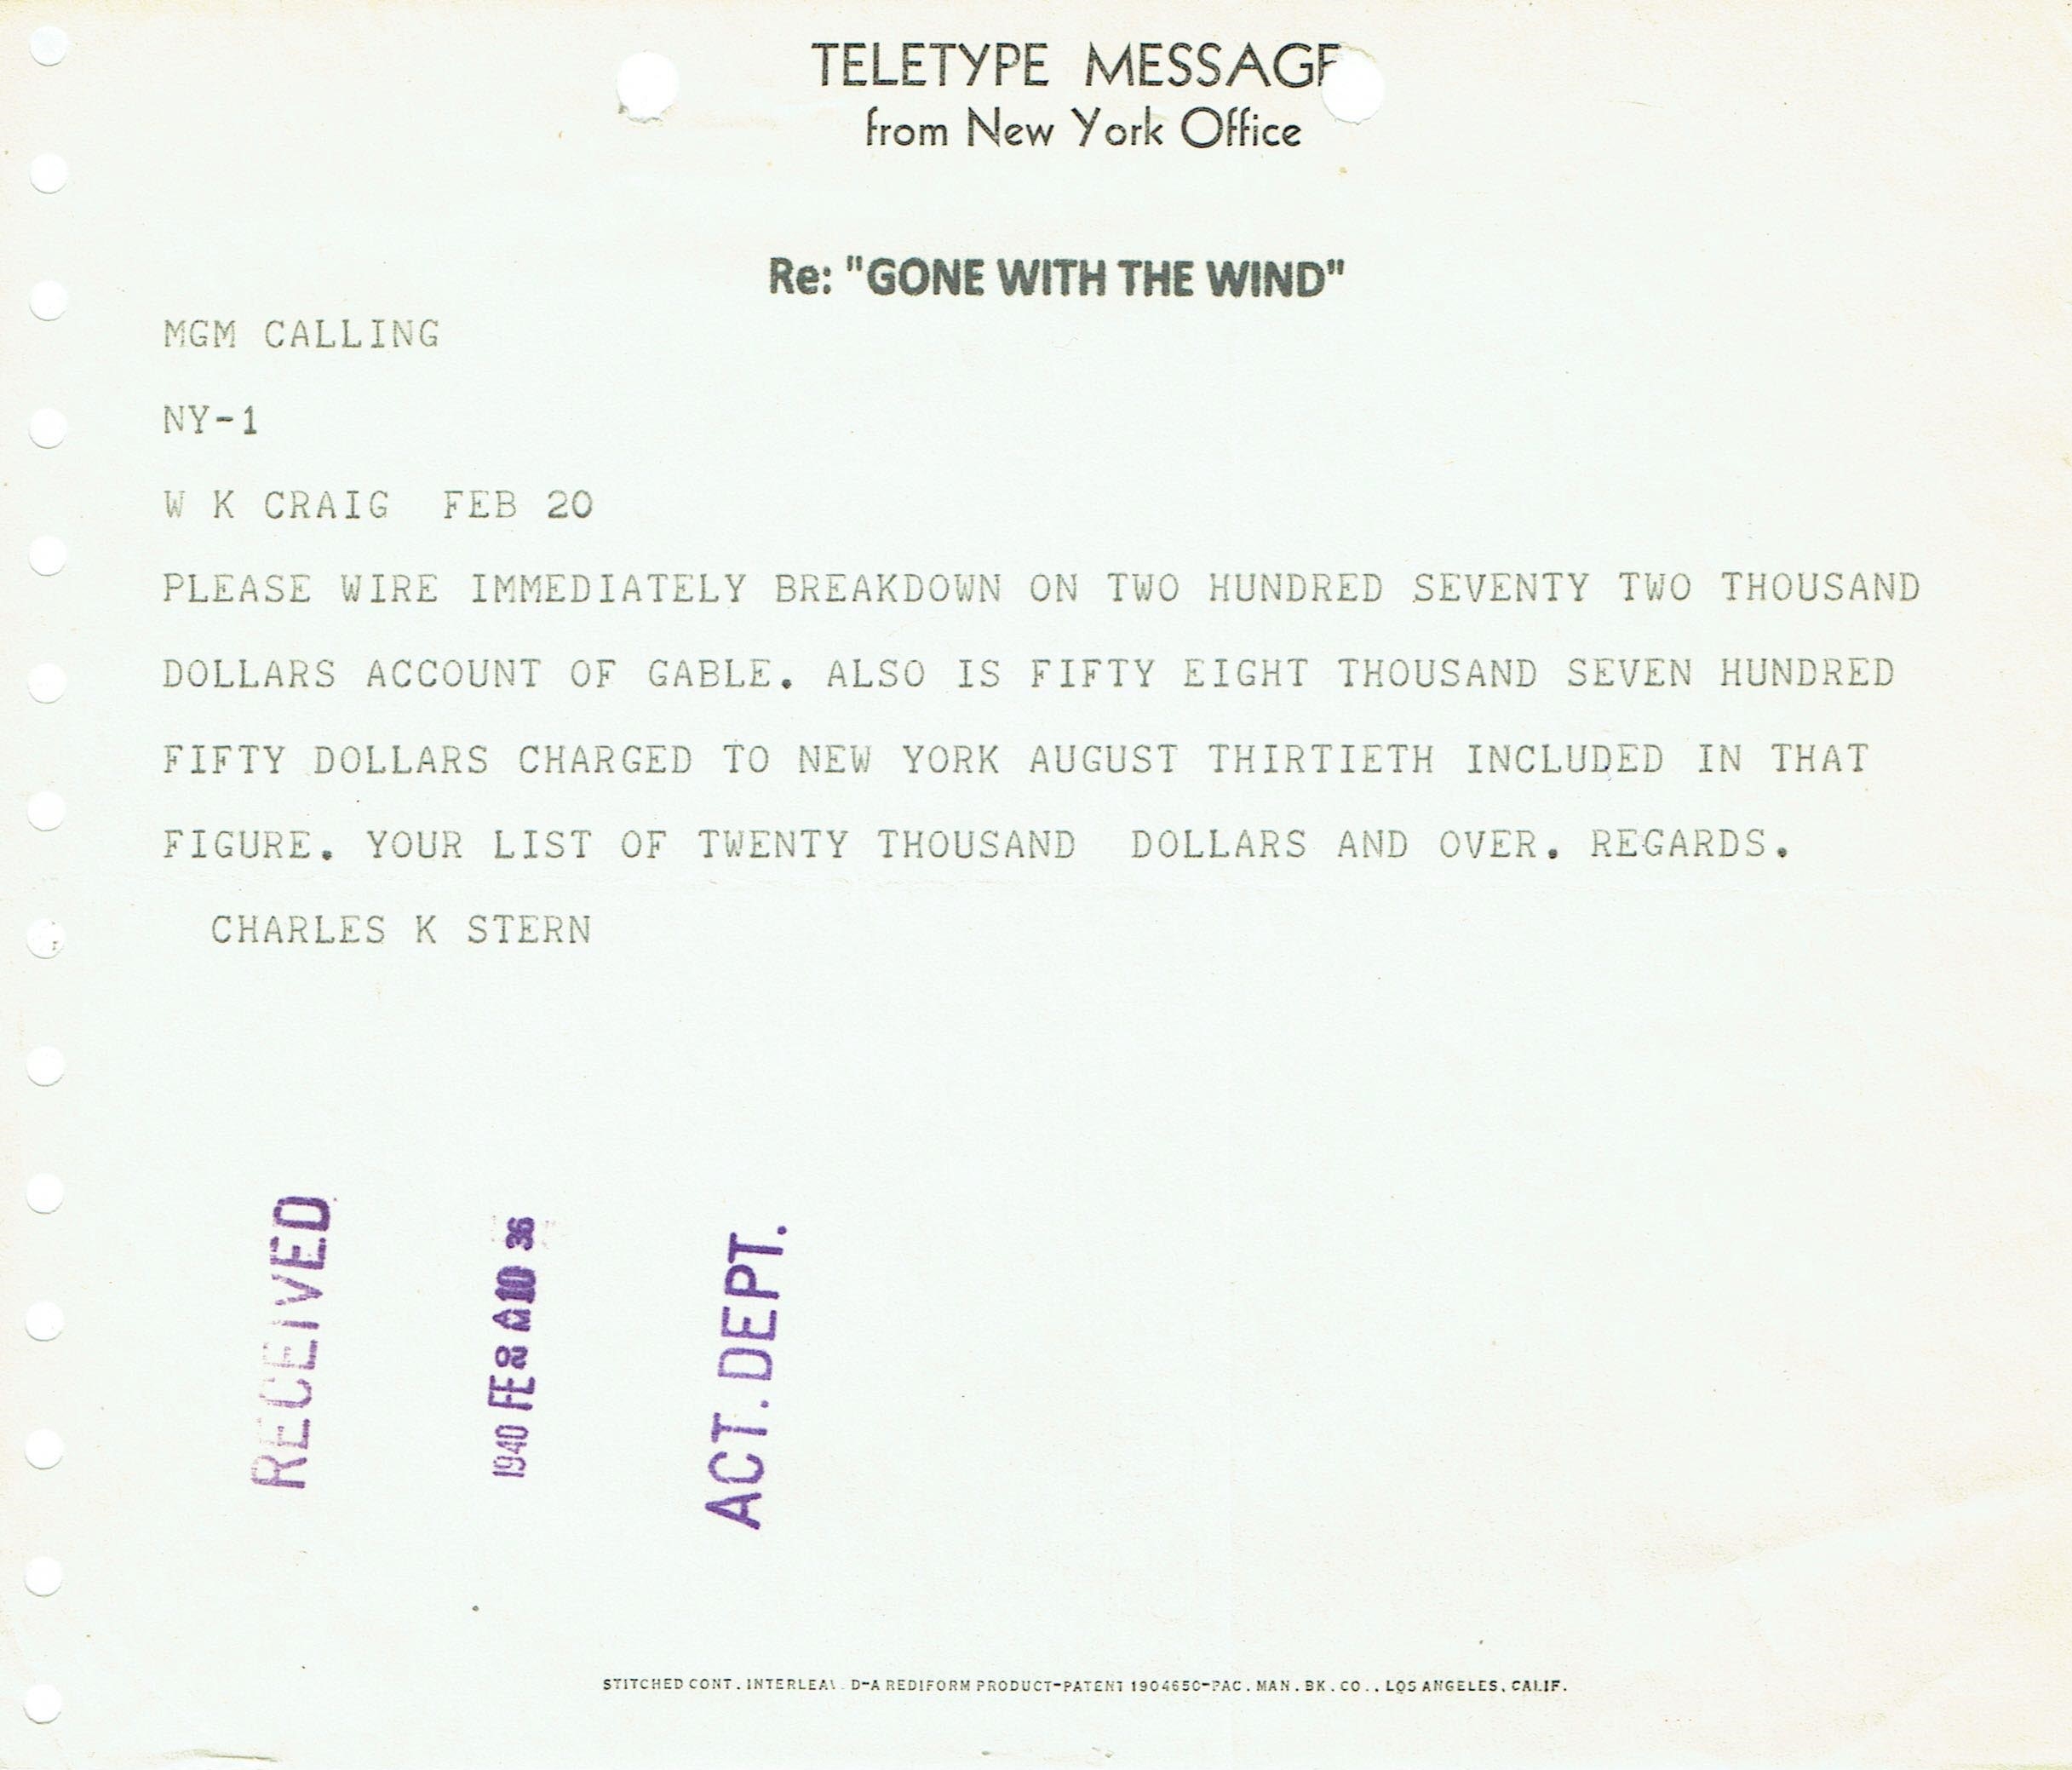 TELETYPE MESSAGE
from New York Office
Re: "GONE WITH THE WIND"
MGM CALLING
NY-1
W K CRAIG FEB 20
PLEASE WIRE IMMEDIATELY BREAKDOWN ON TWO HUNDRED SEVENTY TWO THOUSAND
DOLLARS ACCOUNT OF GABLE. ALSO IS FIFTY EIGHT THOUSAND SEVEN HUNDRED
FIFTY DOLLARS CHARGED TO NEW YORK AUGUST THIRTIETH INCLUDED IN THAT
FIGURE. YOUR LIST OF TWENTY THOUSAND DOLLARS AND OVER. REGARDS.
CHARLES K STERN
RECEIVED
1940 FE 36
ACT. DEPT.
STITCHED CONT. D-A REDIFORM PRODUCT-PATENT 1904650-PAC. MAN. BK. CO., LOS ANGELES, CALIF.